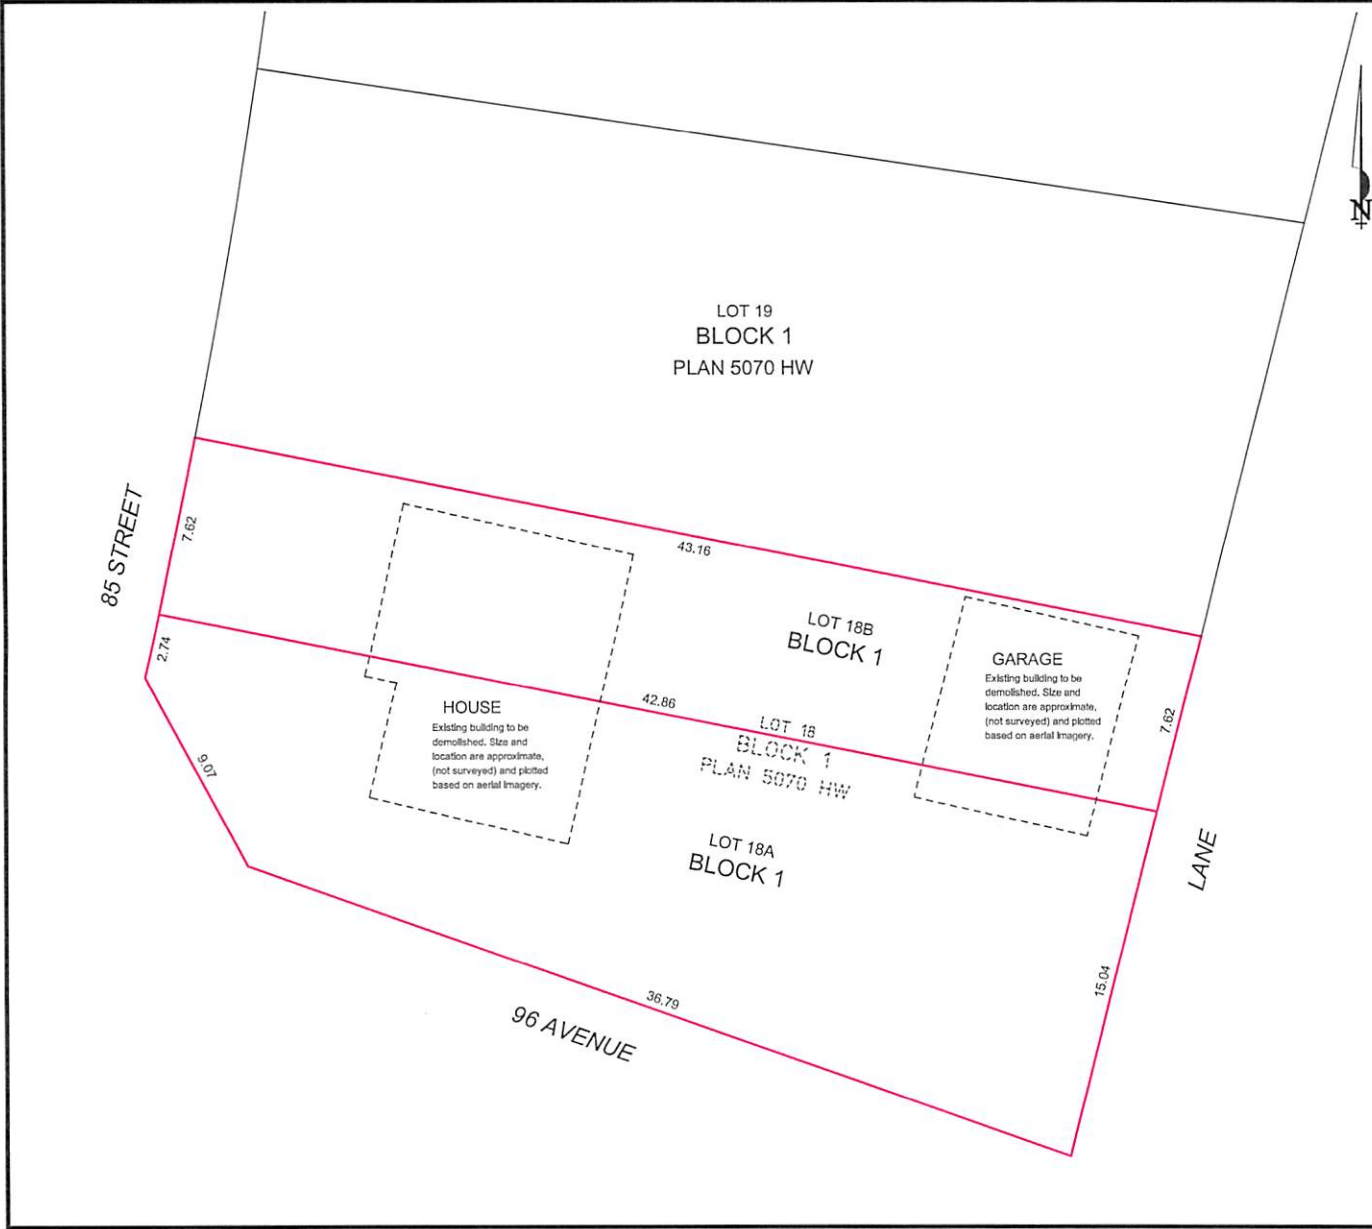 N
LOT 19
BLOCK 1
PLAN 5070 HW
85 STREET
7.62
43.16
LOT 18B
BLOCK 1
GARAGE
Existing building to be
demolished. Size and
location are approximate,
(not surveyed) and plotted
based on aerial imagery.
2.74
42.86
7.62
HOUSE
Existing building to be
demolished. Size and
location are approximate,
(not surveyed) and plotted
based on aerial imagery.
LOT 18
BLOCK 1
PLAN 5070 HW
9.07
LOT 18A
BLOCK 1
LANE
15.04
36.79
96 AVENUE